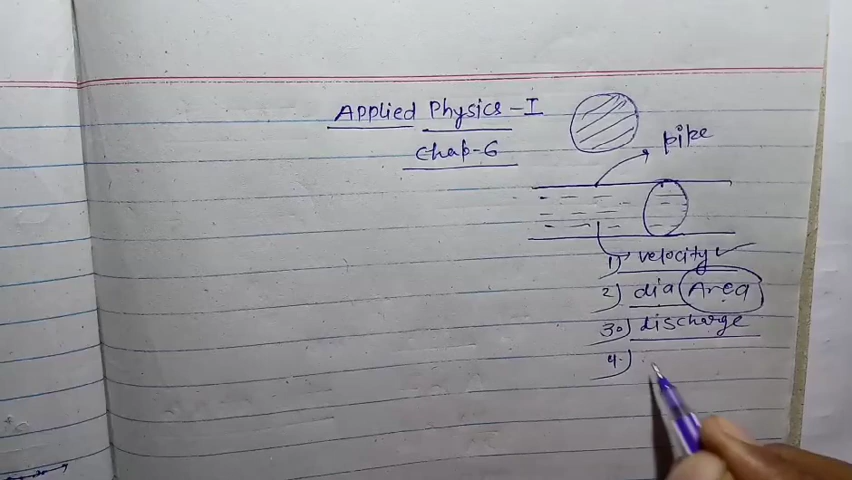 Applied Physics-I
Chap-6
pipe
1) velocity ✓
2) dia Area
3.) discharge
4.)